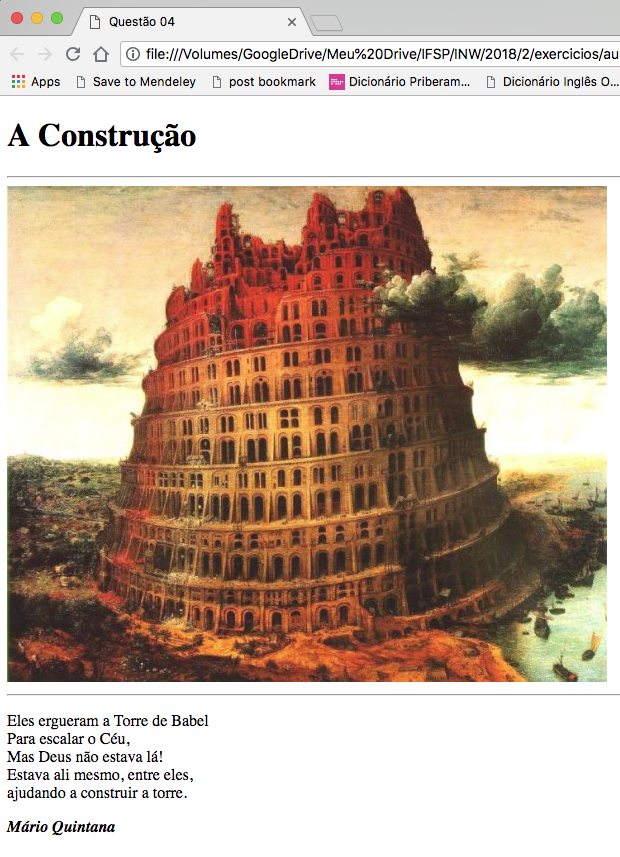 Questão 04
file:///Volumes/GoogleDrive/Meu%20Drive/IFSP/INW/2018/2/exercicios/au
Apps Save to Mendeley post bookmark Dicionário Priberam... Dicionário Inglês O...
A Construção
Eles ergueram a Torre de Babel
Para escalar o Céu,
Mas Deus não estava lá!
Estava ali mesmo, entre eles,
ajudando a construir a torre.
Mário Quintana